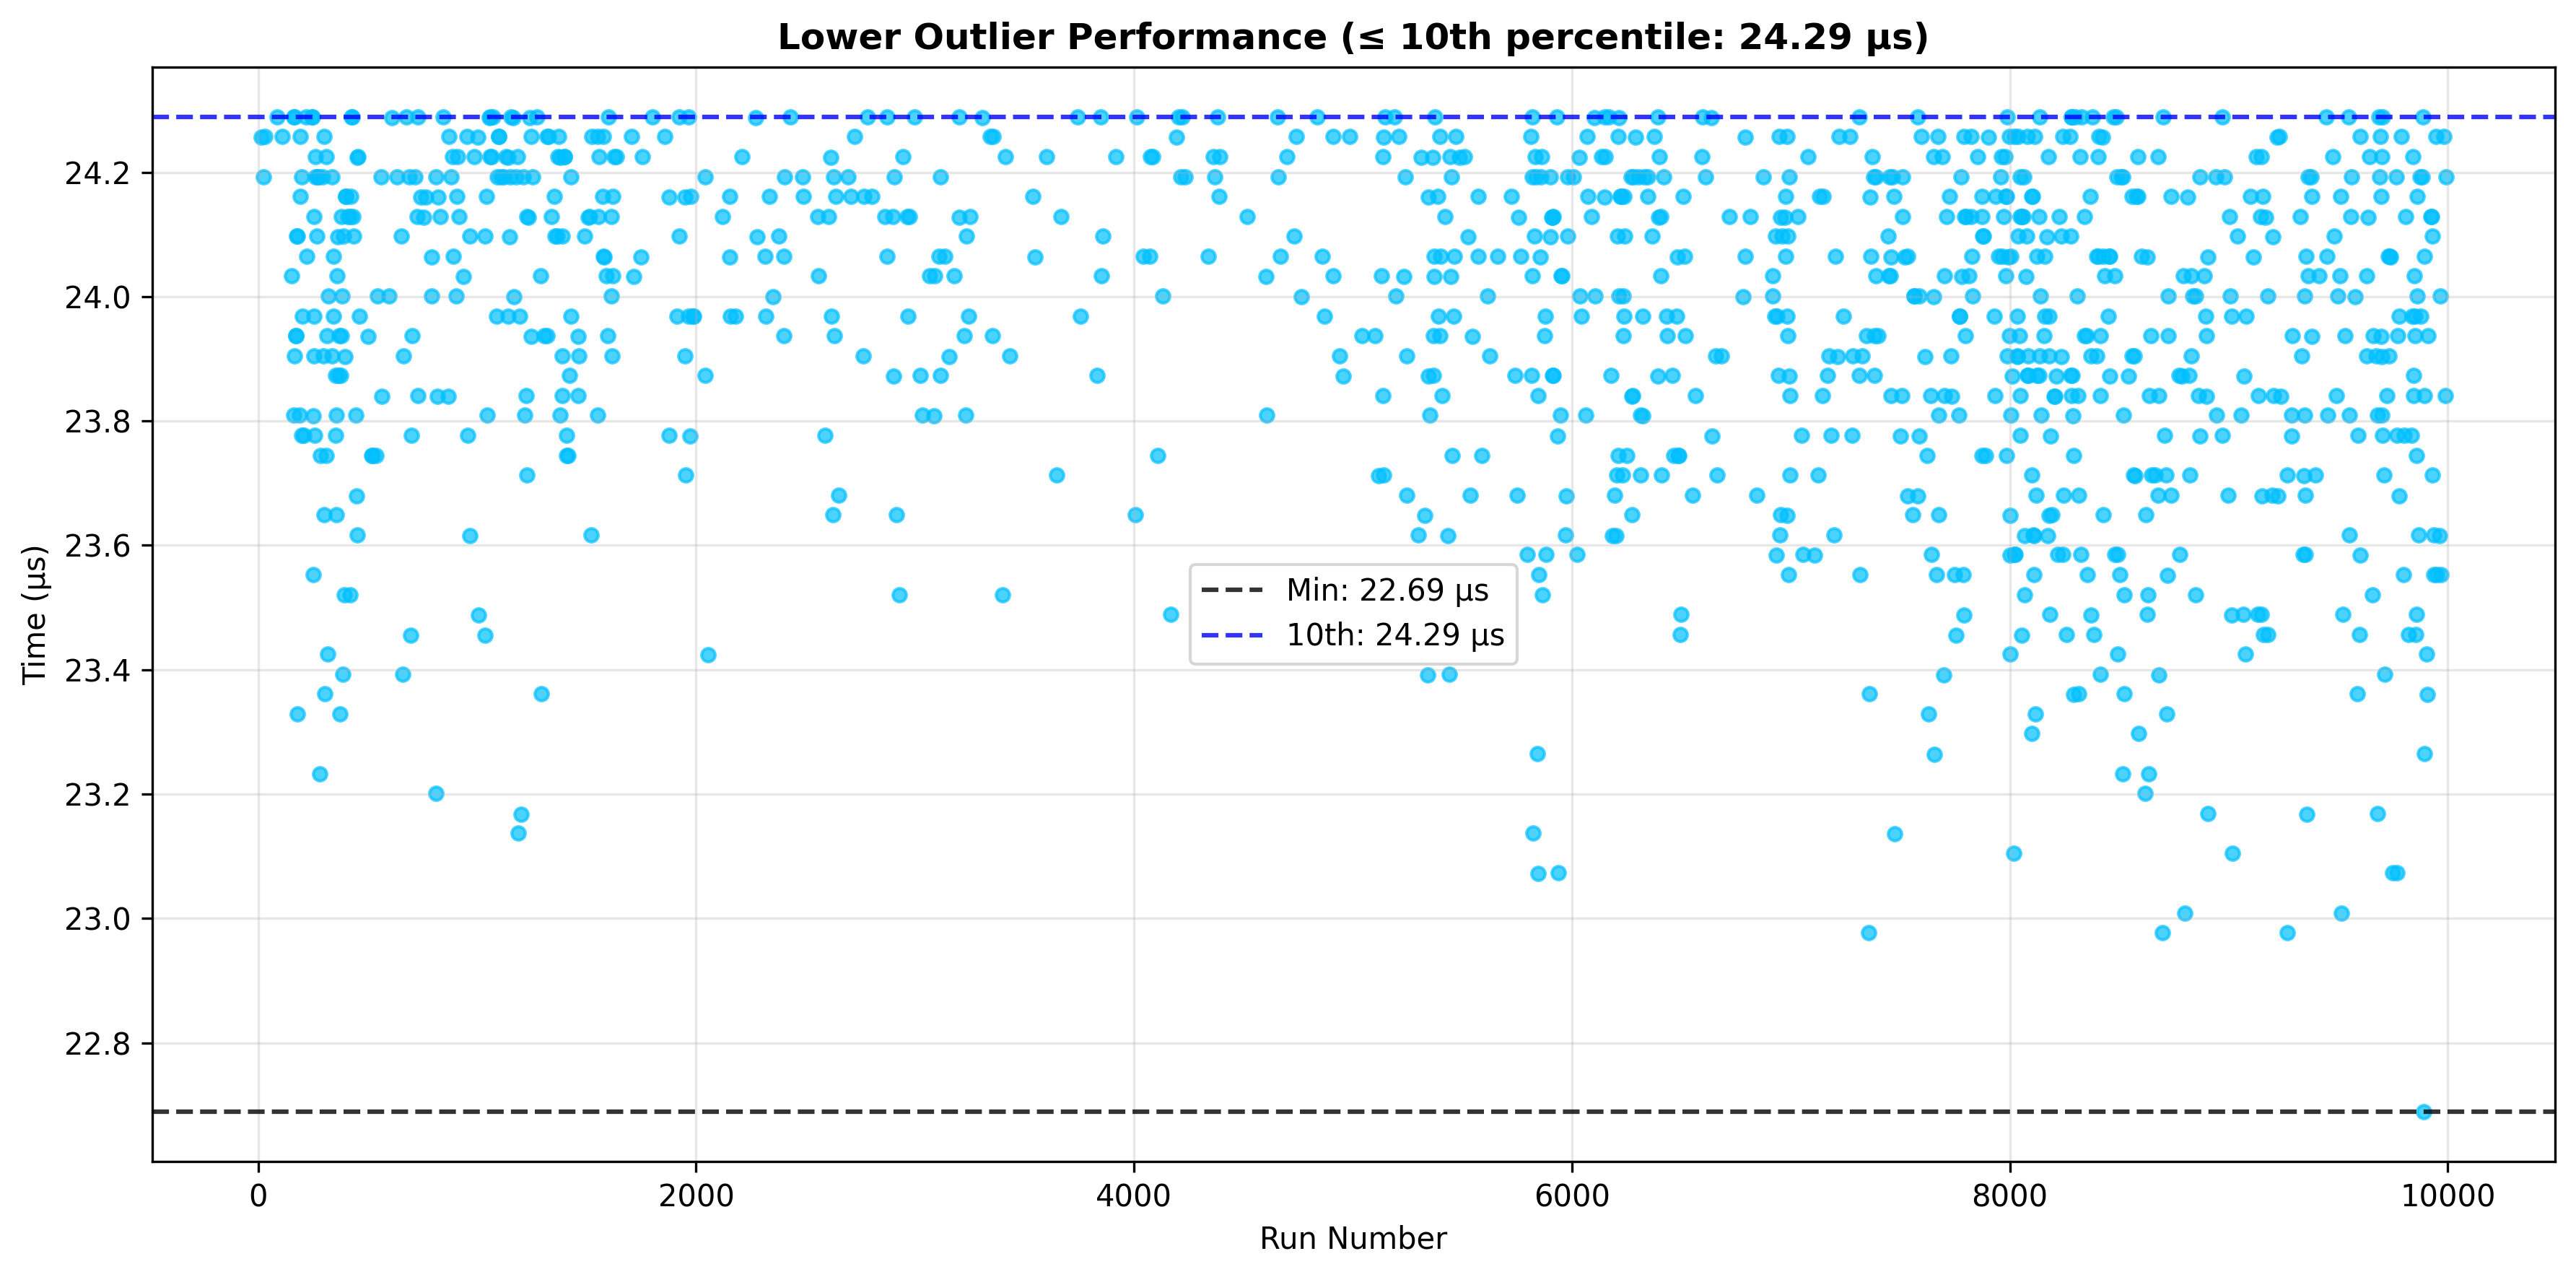 Lower Outlier Performance (≤ 10th percentile: 24.29 µs)
Time (µs)
24.2
24.0
23.8
23.6
23.4
23.2
23.0
22.8
Min: 22.69 µs
10th: 24.29 µs
0 2000 4000 6000 8000 10000
Run Number